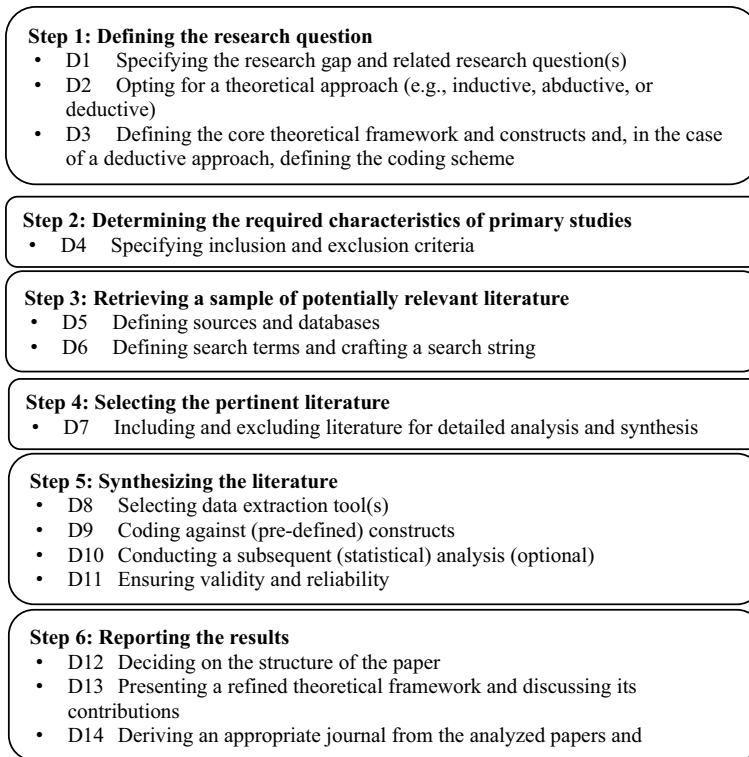 Step 1: Defining the research question
• D1 Specifying the research gap and related research question(s)
• D2 Opting for a theoretical approach (e.g., inductive, abductive, or
deductive)
• D3 Defining the core theoretical framework and constructs and, in the case
of a deductive approach, defining the coding scheme
Step 2: Determining the required characteristics of primary studies
• D4 Specifying inclusion and exclusion criteria
Step 3: Retrieving a sample of potentially relevant literature
• D5 Defining sources and databases
• D6 Defining search terms and crafting a search string
Step 4: Selecting the pertinent literature
• D7 Including and excluding literature for detailed analysis and synthesis
Step 5: Synthesizing the literature
• D8 Selecting data extraction tool(s)
• D9 Coding against (pre-defined) constructs
• D10 Conducting a subsequent (statistical) analysis (optional)
• D11 Ensuring validity and reliability
Step 6: Reporting the results
• D12 Deciding on the structure of the paper
• D13 Presenting a refined theoretical framework and discussing its
contributions
• D14 Deriving an appropriate journal from the analyzed papers and